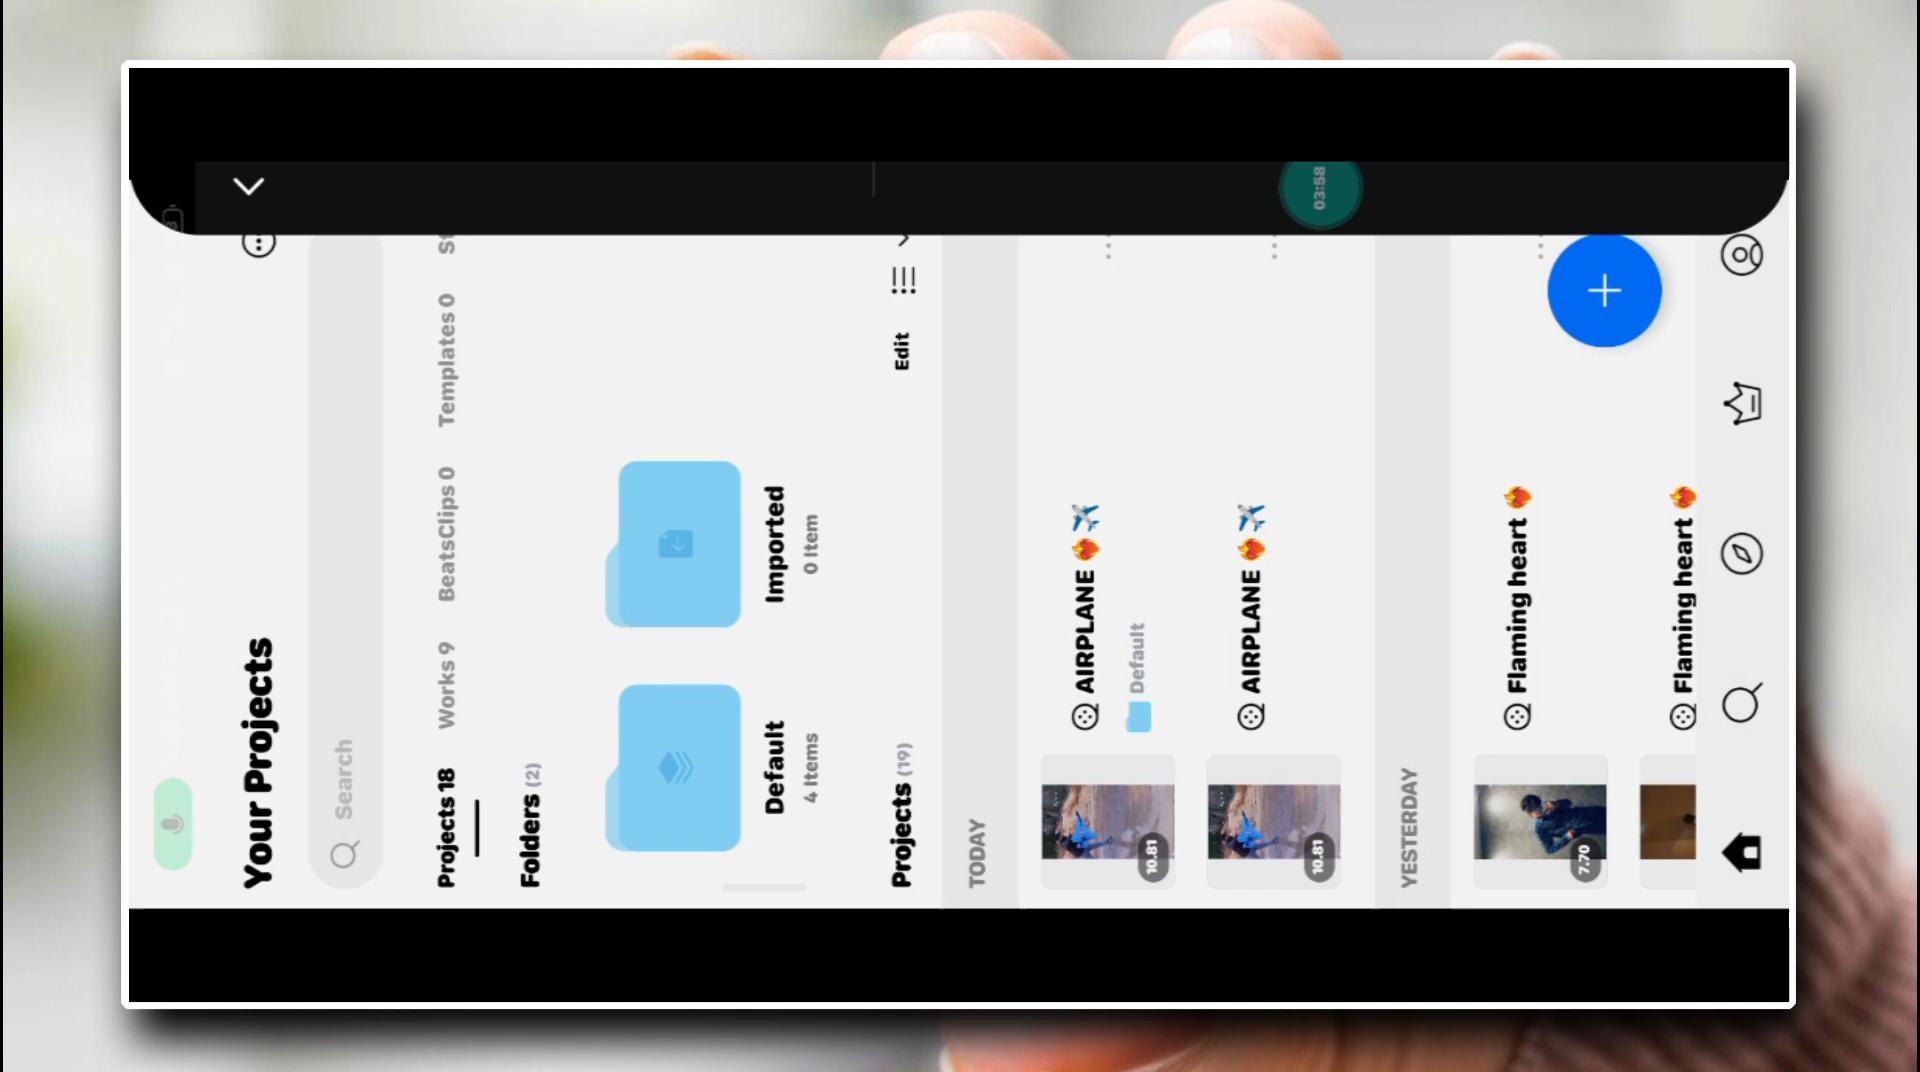 03:58
Your Projects
Search
Projects 18 Works 9 BeatsClips 0 Templates 0 St
Folders (2)
Default Imported
4 Items 0 Item
Projects (19) Edit
TODAY
AIRPLANE ❤️‍🔥 ✈️
Default
10.81
AIRPLANE ❤️‍🔥 ✈️
10.81
YESTERDAY
Flaming heart ❤️‍🔥
7.70
Flaming heart ❤️‍🔥